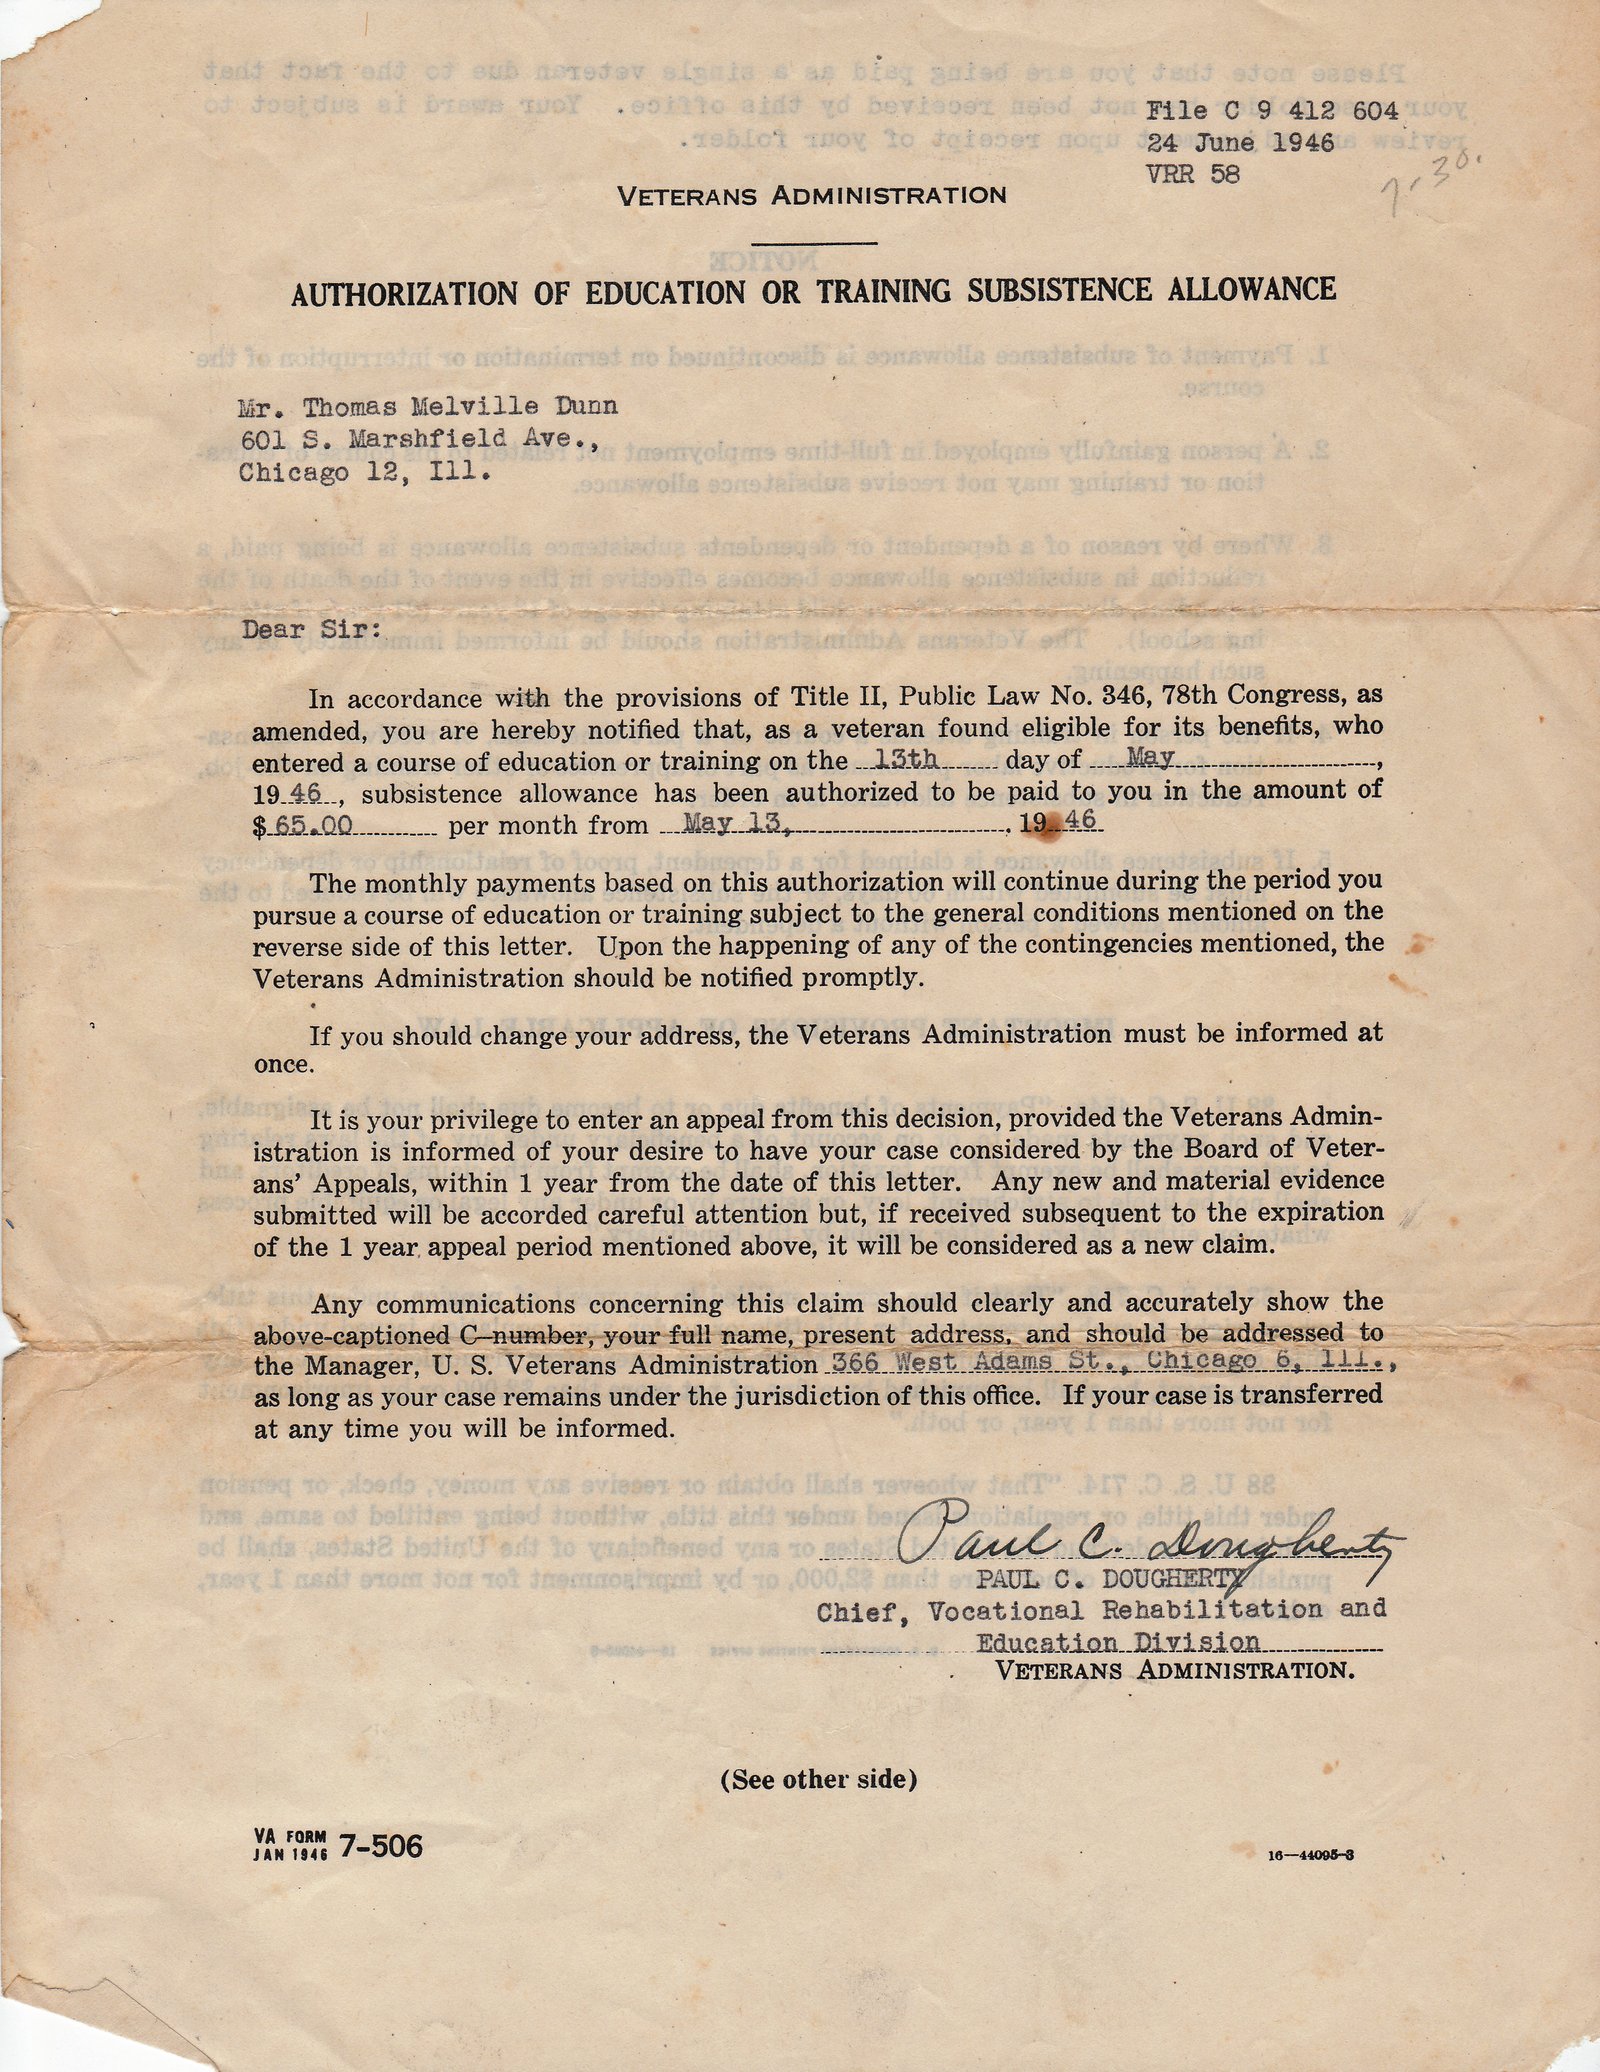 File C 9 412 604
24 June 1946
VRR 58
7.30.
VETERANS ADMINISTRATION
AUTHORIZATION OF EDUCATION OR TRAINING SUBSISTENCE ALLOWANCE
Mr. Thomas Melville Dunn
601 S. Marshfield Ave.,
Chicago 12, Ill.
Dear Sir:
In accordance with the provisions of Title II, Public Law No. 346, 78th Congress, as
amended, you are hereby notified that, as a veteran found eligible for its benefits, who
entered a course of education or training on the 13th day of May,
19 46, subsistence allowance has been authorized to be paid to you in the amount of
$ 65.00 per month from May 13, . 19 46
The monthly payments based on this authorization will continue during the period you
pursue a course of education or training subject to the general conditions mentioned on the
reverse side of this letter. Upon the happening of any of the contingencies mentioned, the
Veterans Administration should be notified promptly.
If you should change your address, the Veterans Administration must be informed at
once.
It is your privilege to enter an appeal from this decision, provided the Veterans Admin-
istration is informed of your desire to have your case considered by the Board of Veter-
ans' Appeals, within 1 year from the date of this letter. Any new and material evidence
submitted will be accorded careful attention but, if received subsequent to the expiration
of the 1 year appeal period mentioned above, it will be considered as a new claim.
Any communications concerning this claim should clearly and accurately show the
above-captioned C-number, your full name, present address, and should be addressed to
the Manager, U. S. Veterans Administration 366 West Adams St., Chicago 6, Ill.,
as long as your case remains under the jurisdiction of this office. If your case is transferred
at any time you will be informed.
Paul C. Dougherty
PAUL C. DOUGHERTY
Chief, Vocational Rehabilitation and
Education Division
VETERANS ADMINISTRATION.
(See other side)
VA FORM
JAN 1946 7-506
16—44095-3